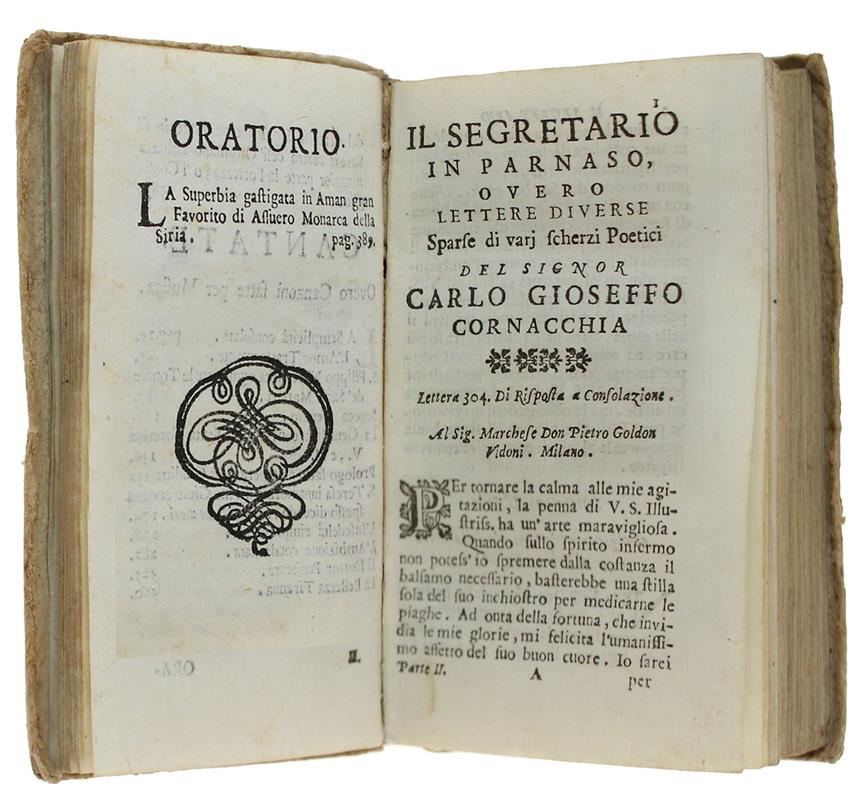 ORATORIO.
LA Superbia gaſtigata in Aman gran
Favorito di Aſſuero Monarca della
Siria. pag. 389.
II.
1
IL SEGRETARIO
IN PARNASO,
OVERO
LETTERE DIVERSE
Sparſe di varj ſcherzi Poetici
DEL SIGNOR
CARLO GIOSEFFO
CORNACCHIA
Lettera 304. Di Riſpoſta a Conſolazione.
Al Sig. Marcheſe Don Pietro Goldon
Vidoni. Milano.
PEr tornare la calma alle mie agi-
tazioni, la penna di V. S. Illu-
ſtriſs. ha un' arte maraviglioſa.
Quando ſullo ſpirito infermo
non poteſs' io ſpremere dalla coſtanza il
balſamo neceſſario, baſterebbe una ſtilla
ſola del ſuo inchioſtro per medicarne le
piaghe. Ad onta della fortuna, che invi-
dia le mie glorie, mi felicita l'umaniſſi-
mo affetto del ſuo buon cuore. Io ſarei
Parte II. A per